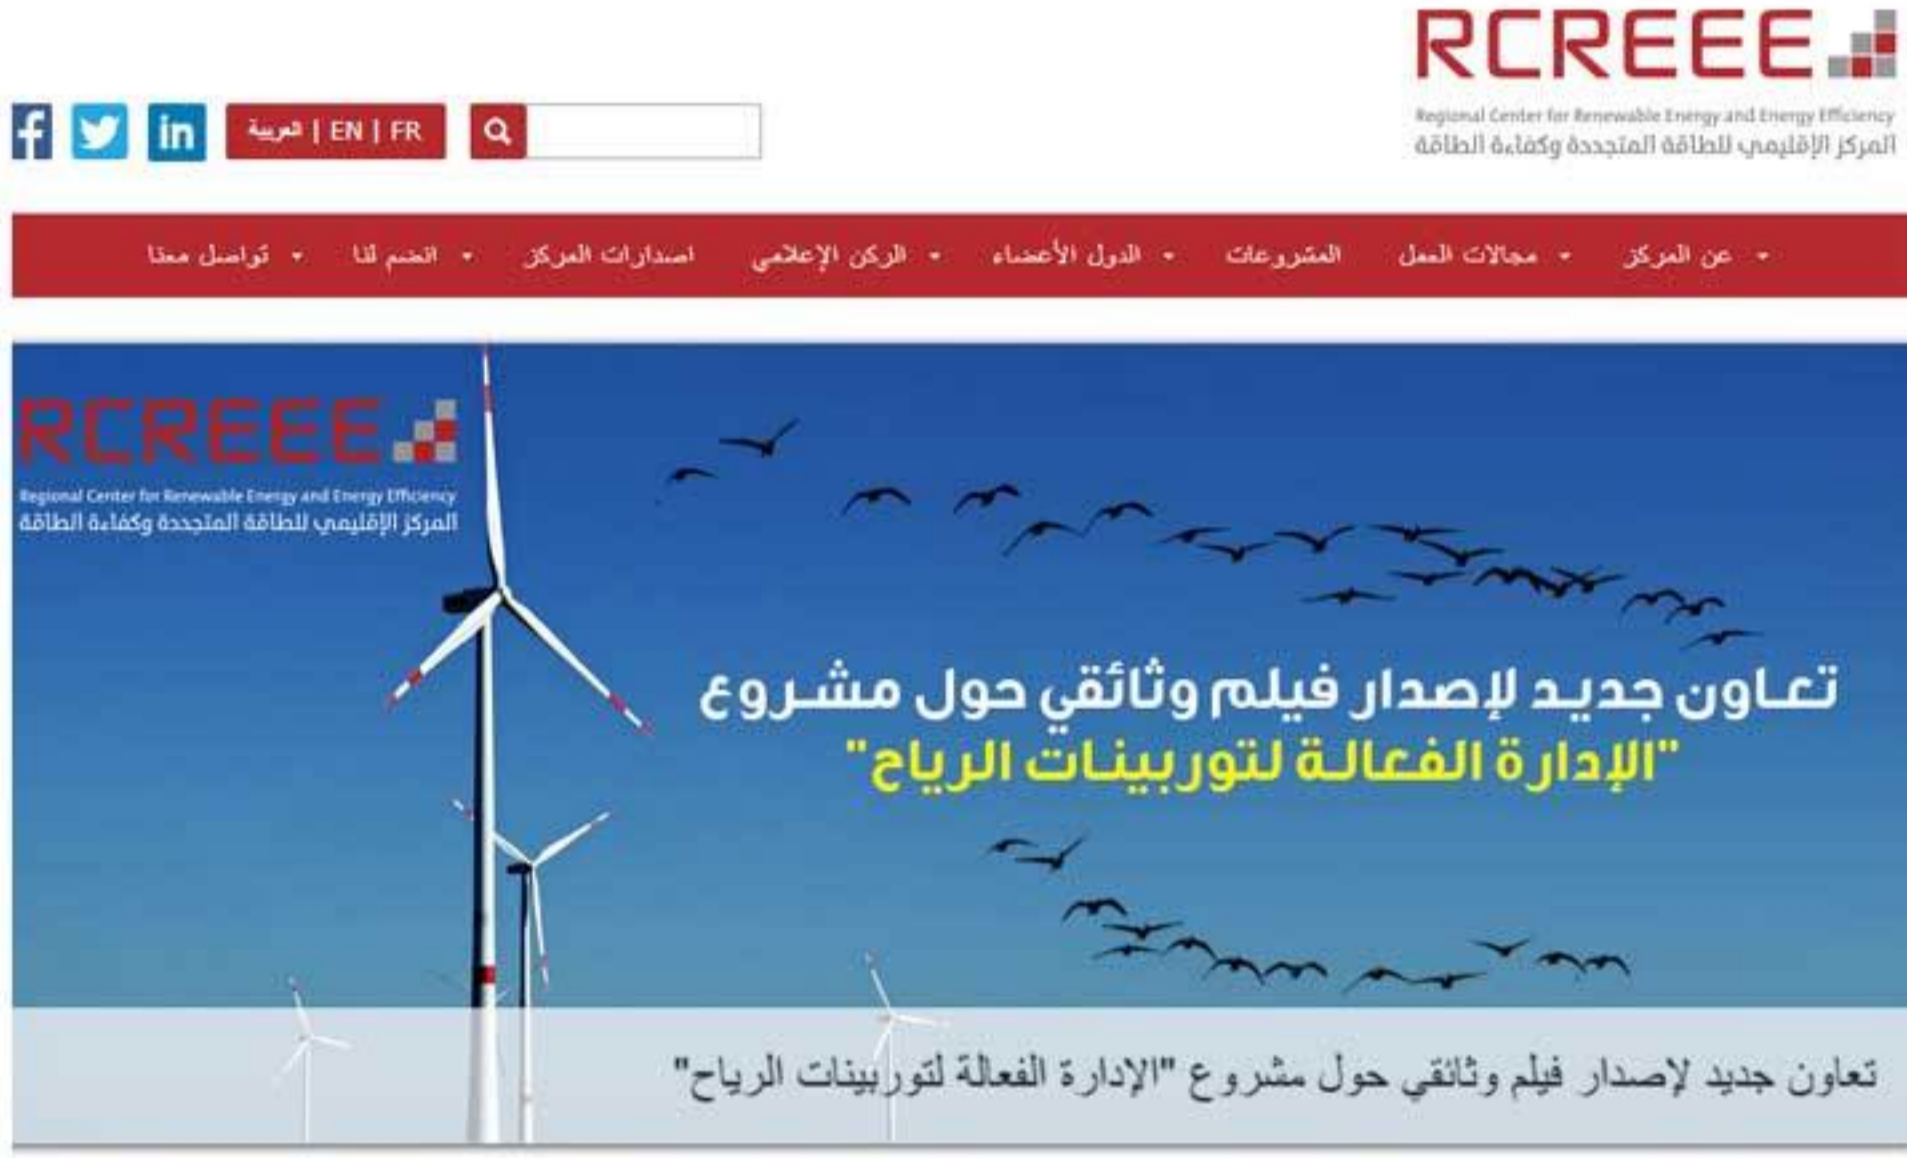 RCREEE
Regional Center for Renewable Energy and Energy Efficiency
المركز الإقليمي للطاقة المتجددة وكفاءة الطاقة
f
in
العربية | EN | FR
عن المركز
مجالات العمل
المشروعات
الدول الأعضاء
الركن الإعلامى
اصدارات المركز
انضم لنا
تواصل معنا
RCREEE
Regional Center for Renewable Energy and Energy Efficiency
المركز الإقليمي للطاقة المتجددة وكفاءة الطاقة
تعاون جديد لإصدار فيلم وثائقي حول مشروع
"الإدارة الفعالة لتوربينات الرياح"
تعاون جديد لإصدار فيلم وثائقي حول مشروع "الإدارة الفعالة لتوربينات الرياح"